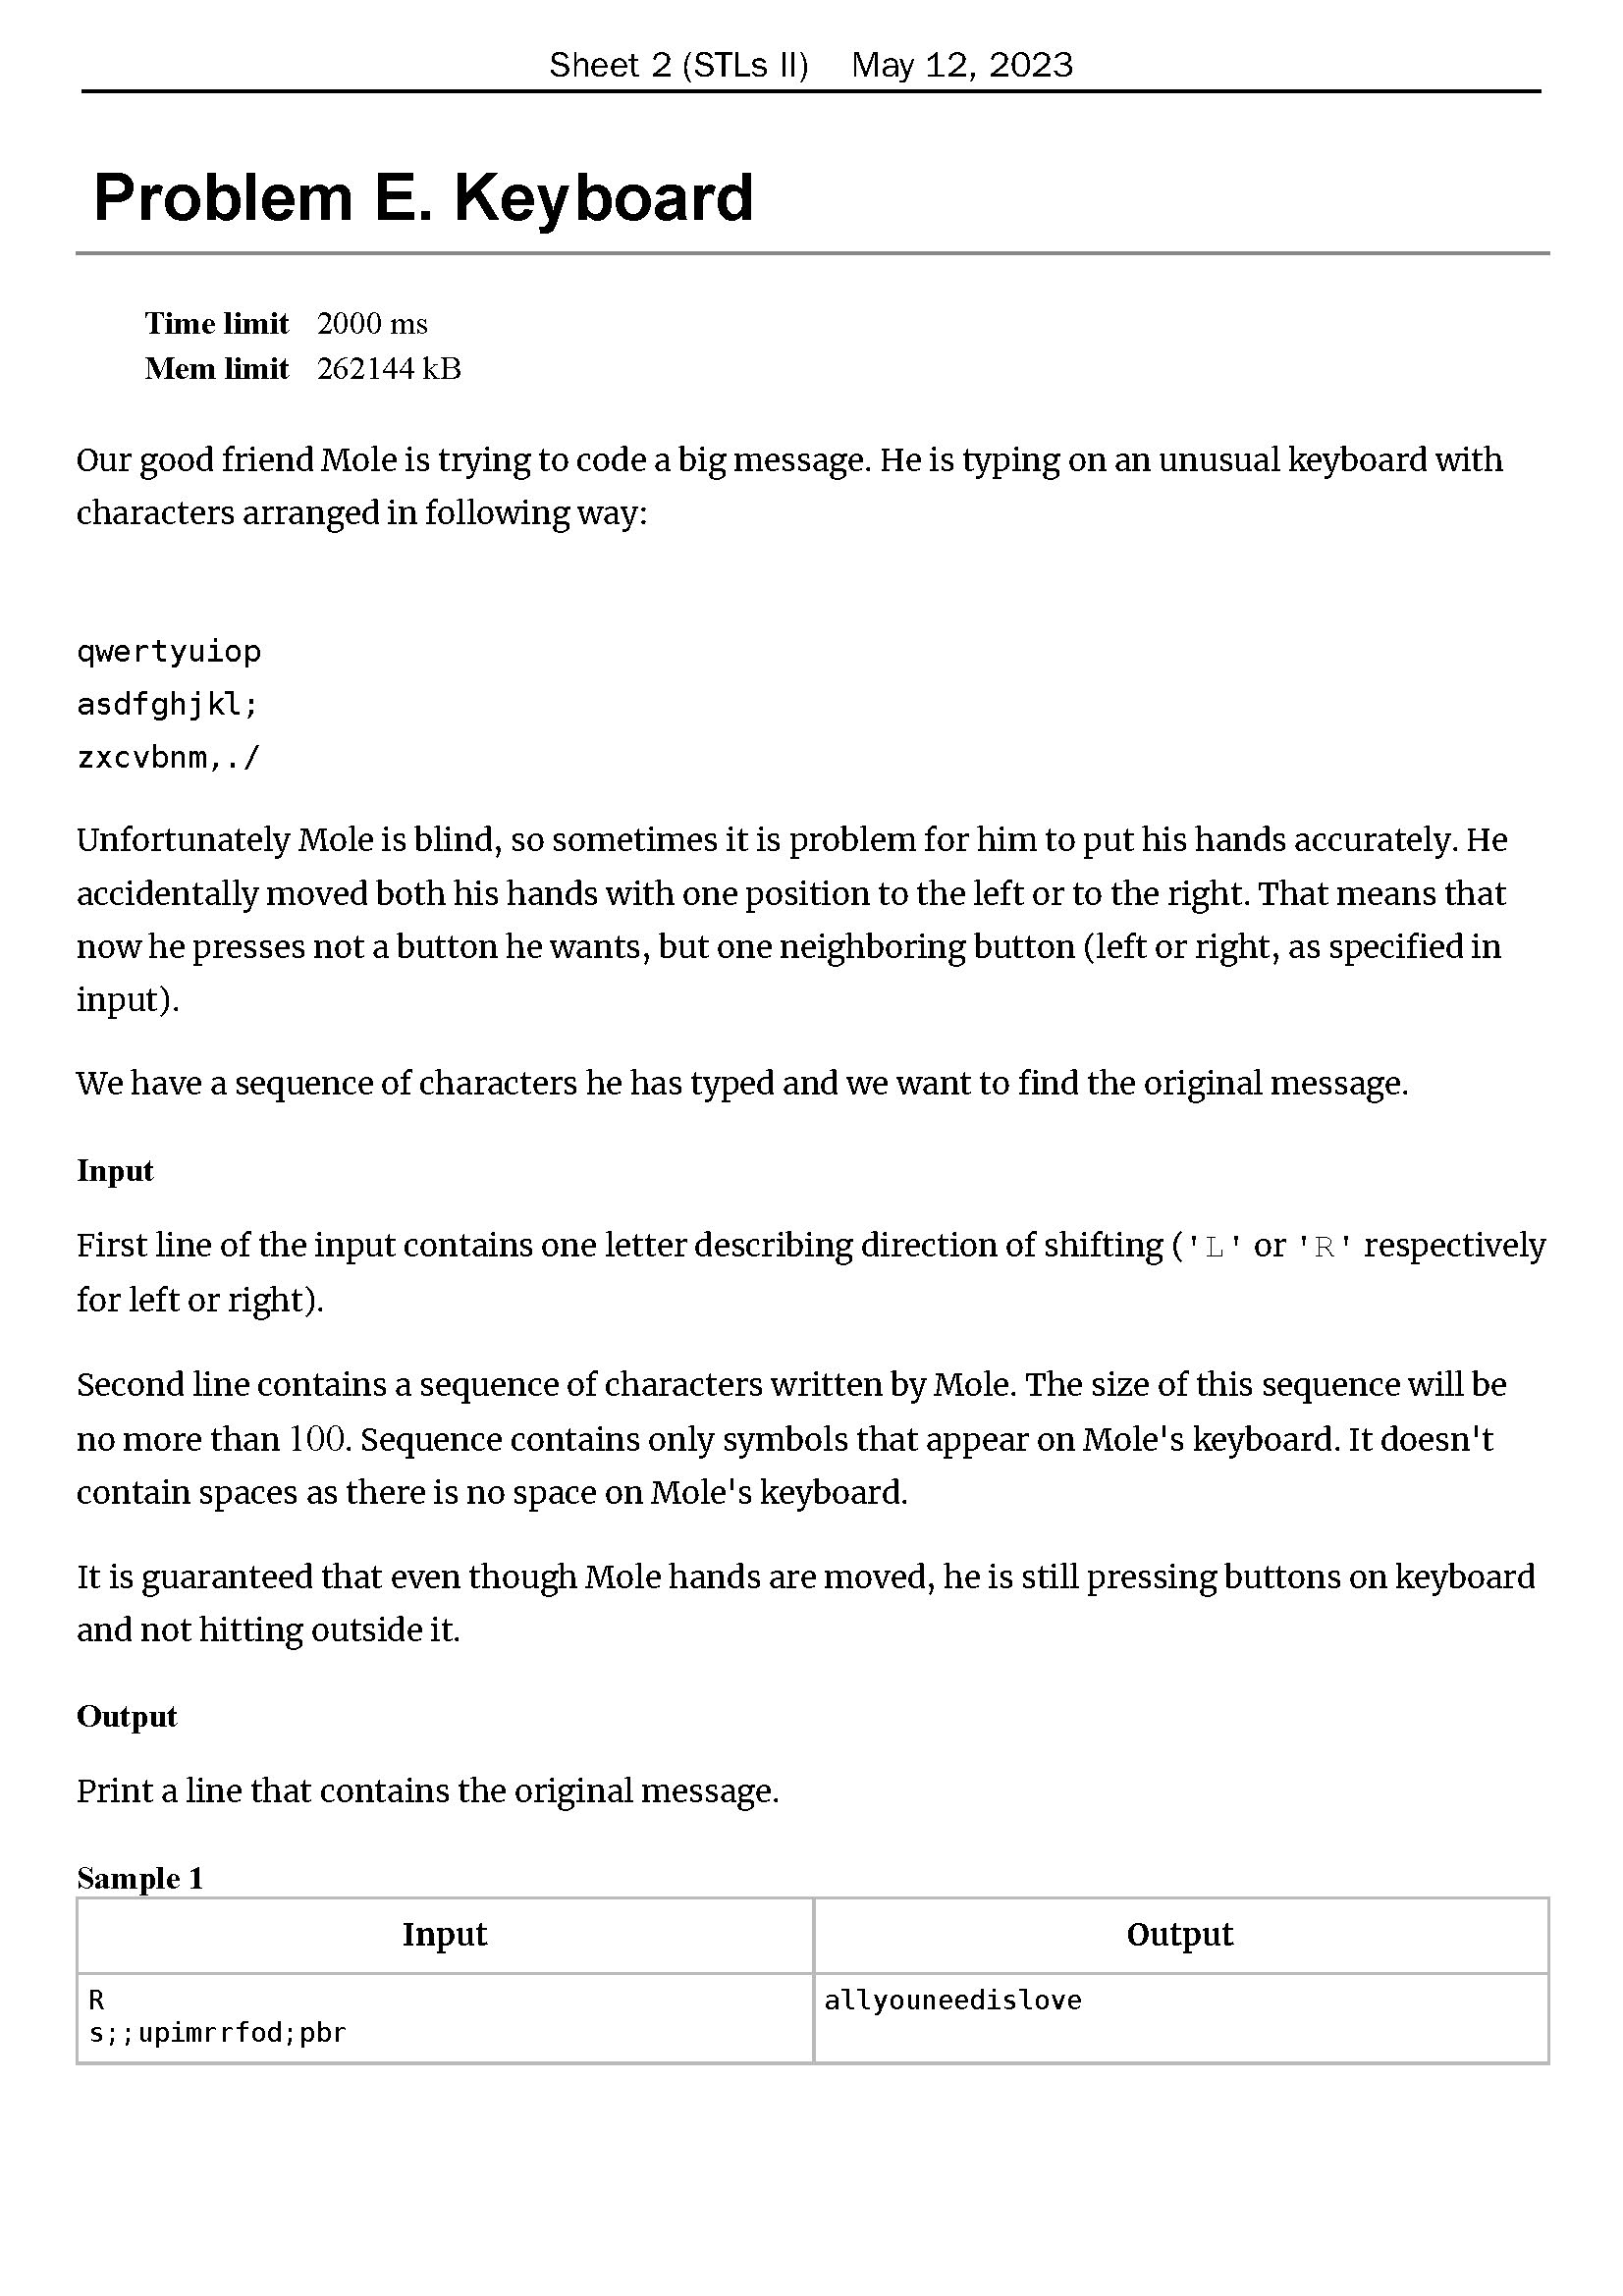 Sheet 2 (STLs II) May 12, 2023
Problem E. Keyboard
Time limit 2000 ms
Mem limit 262144 kB
Our good friend Mole is trying to code a big message. He is typing on an unusual keyboard with
characters arranged in following way:
qwertyuiop
asdfghjkl;
zxcvbnm,./
Unfortunately Mole is blind, so sometimes it is problem for him to put his hands accurately. He
accidentally moved both his hands with one position to the left or to the right. That means that
now he presses not a button he wants, but one neighboring button (left or right, as specified in
input).
We have a sequence of characters he has typed and we want to find the original message.
Input
First line of the input contains one letter describing direction of shifting ('L' or 'R' respectively
for left or right).
Second line contains a sequence of characters written by Mole. The size of this sequence will be
no more than 100. Sequence contains only symbols that appear on Mole's keyboard. It doesn't
contain spaces as there is no space on Mole's keyboard.
It is guaranteed that even though Mole hands are moved, he is still pressing buttons on keyboard
and not hitting outside it.
Output
Print a line that contains the original message.
Sample 1
Input Output
R allyouneedislove
s;;upimrrfod;pbr